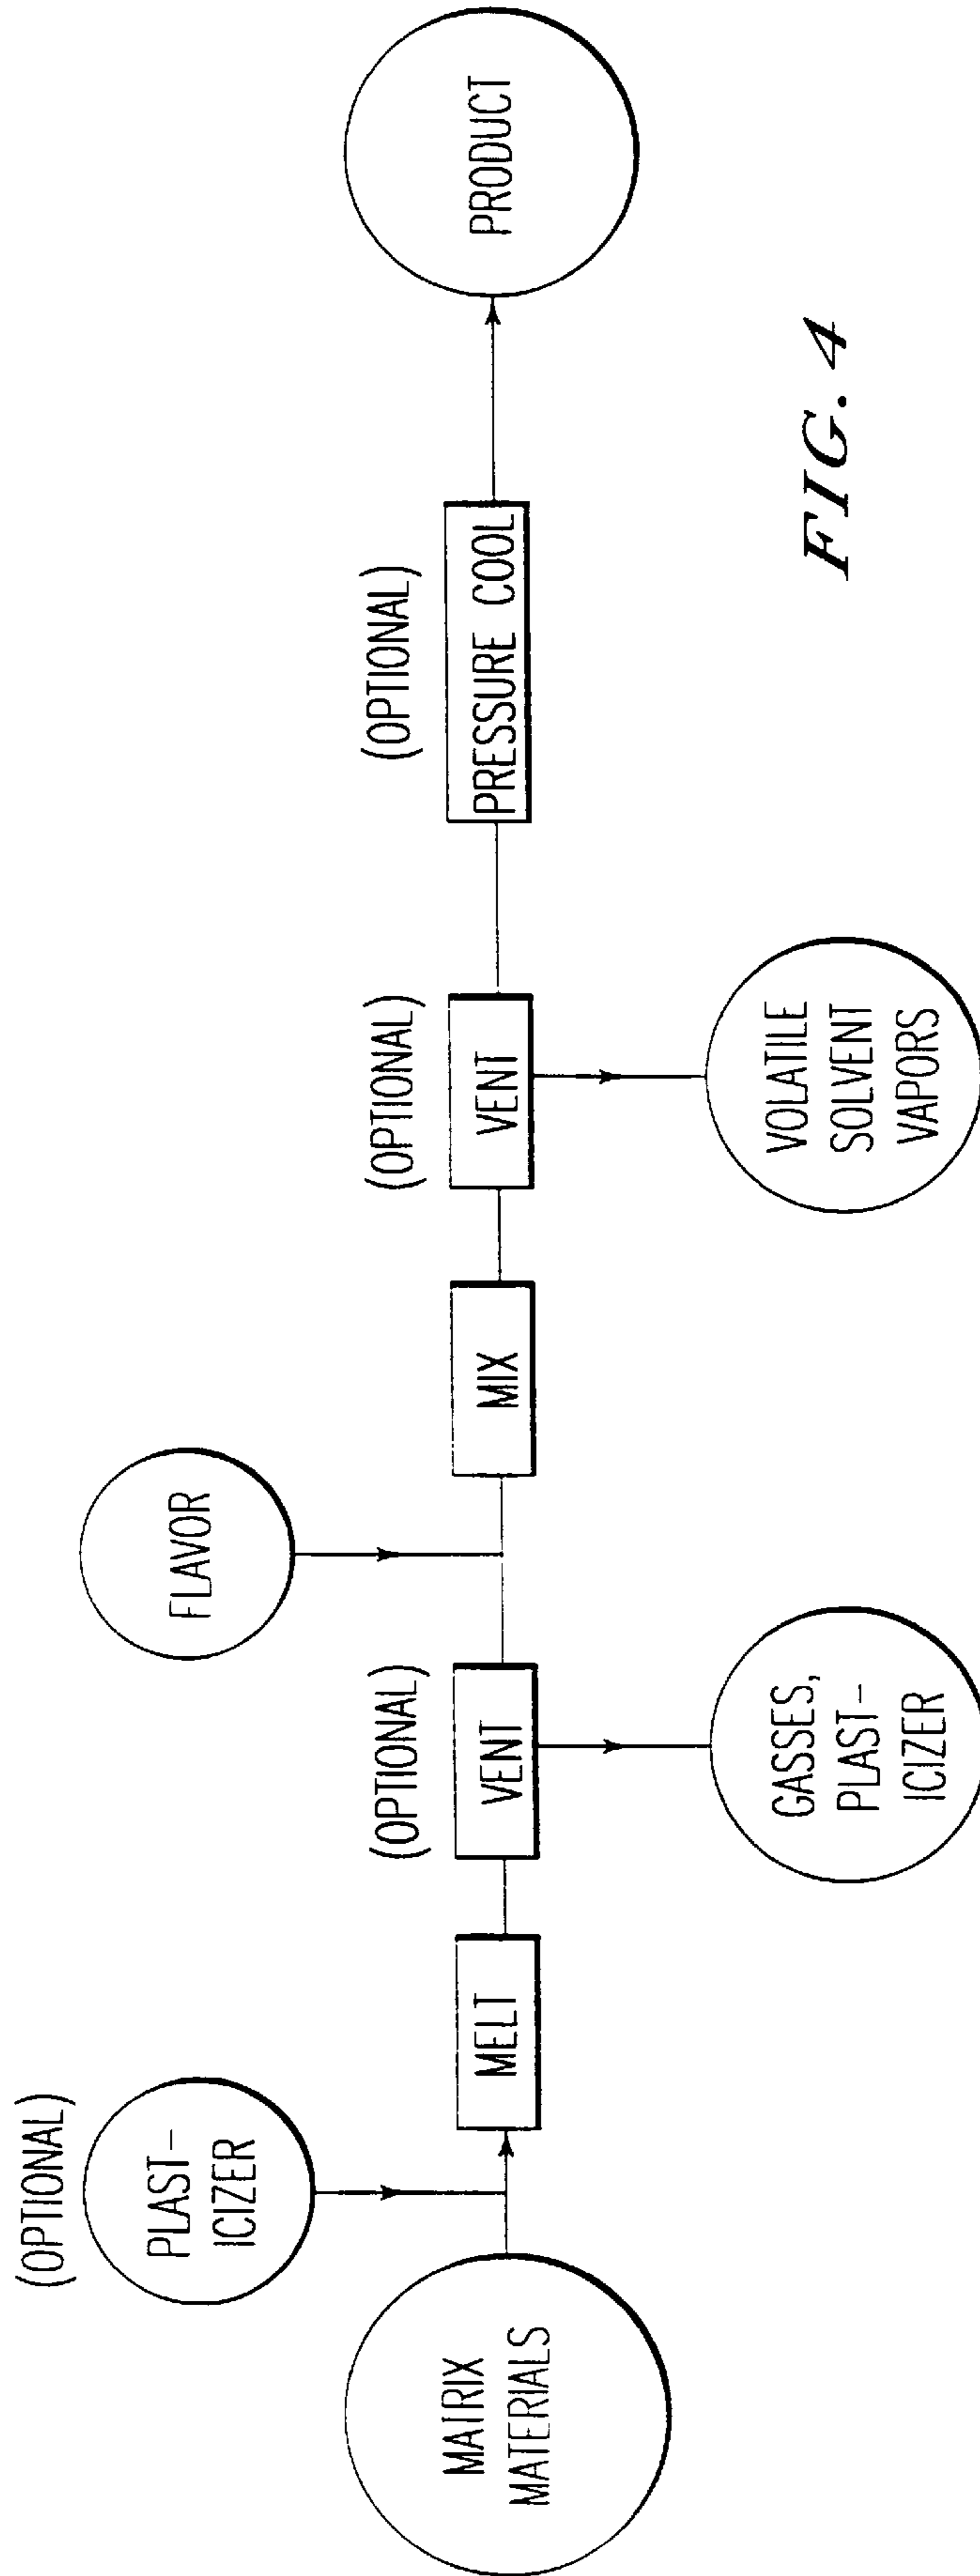 (OPTIONAL)
PLAST-
ICIZER
MATRIX
MATERIALS
MELT
(OPTIONAL)
VENT
GASSES,
PLAST-
ICIZER
FLAVOR
MIX
(OPTIONAL)
VENT
VOLATILE
SOLVENT
VAPORS
(OPTIONAL)
PRESSURE COOL
PRODUCT
FIG. 4